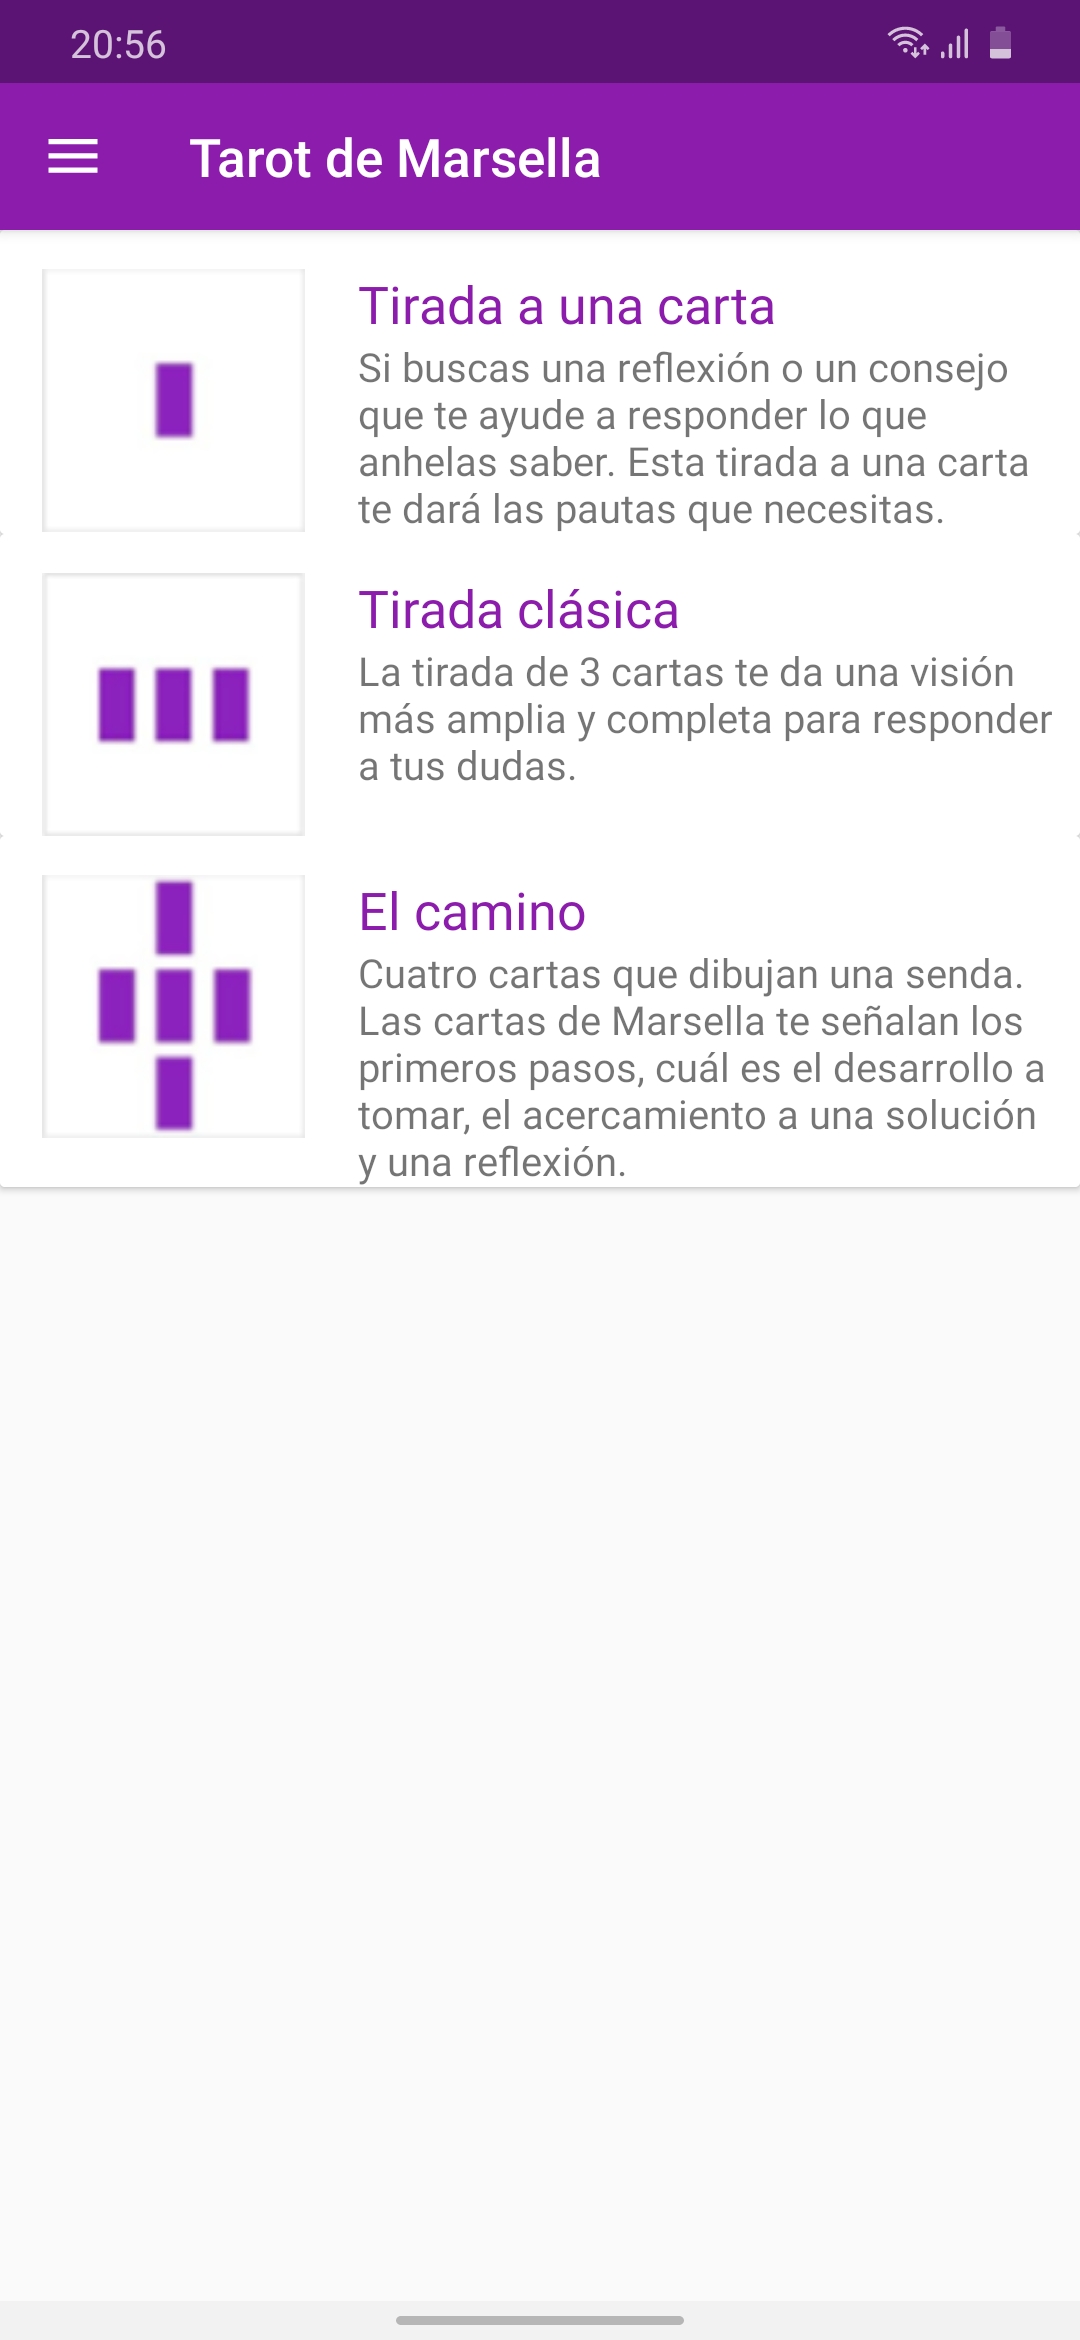 20:56
Tarot de Marsella
Tirada a una carta
Si buscas una reflexión o un consejo
que te ayude a responder lo que
anhelas saber. Esta tirada a una carta
te dará las pautas que necesitas.
Tirada clásica
La tirada de 3 cartas te da una visión
más amplia y completa para responder
a tus dudas.
El camino
Cuatro cartas que dibujan una senda.
Las cartas de Marsella te señalan los
primeros pasos, cuál es el desarrollo a
tomar, el acercamiento a una solución
y una reflexión.